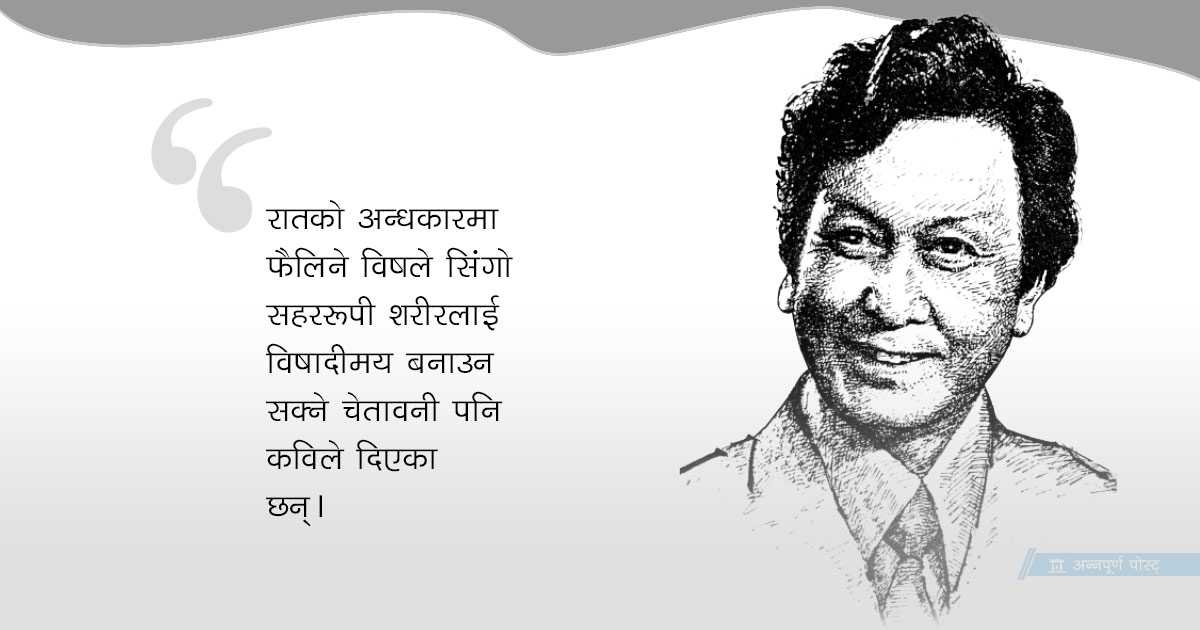 रातको अन्धकारमा
फैलिने विषले सिंगो
सहररूपी शरीरलाई
विषादीमय बनाउन
सक्ने चेतावनी पनि
कविले दिएका
छन्।
अन्नपूर्ण पोस्ट्